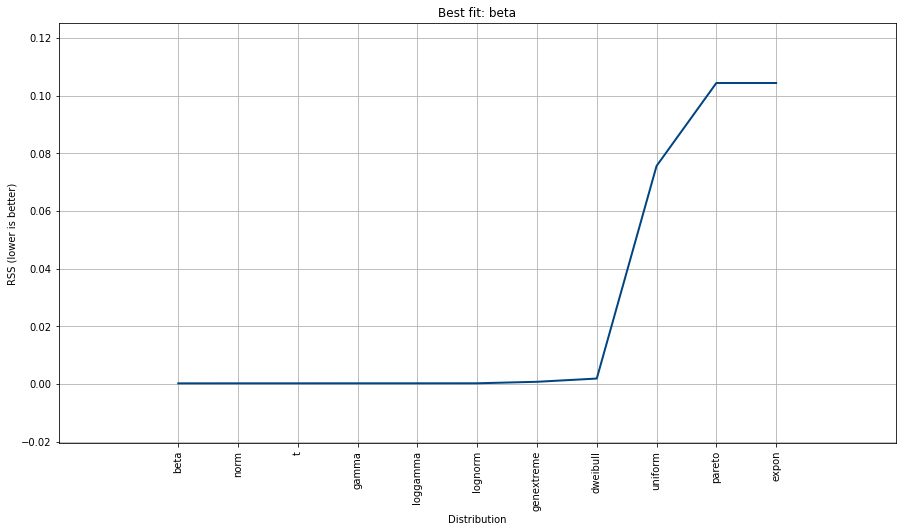 Best fit: beta
0.12
0.10
0.08
0.06
0.04
0.02
0.00
−0.02
RSS (lower is better)
beta
norm
t
gamma
loggamma
lognorm
genextreme
dweibull
uniform
pareto
expon
Distribution